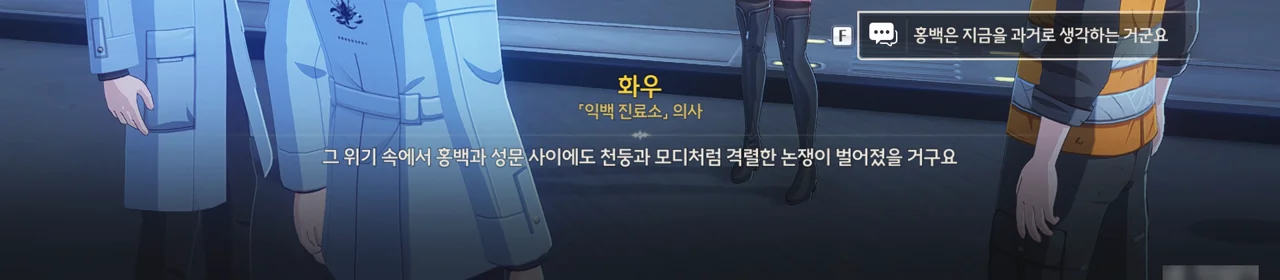 F
홍백은 지금을 과거로 생각하는 거군요
화우
「익백 진료소」 의사
그 위기 속에서 홍백과 성문 사이에도 천둥과 모디처럼 격렬한 논쟁이 벌어졌을 거구요